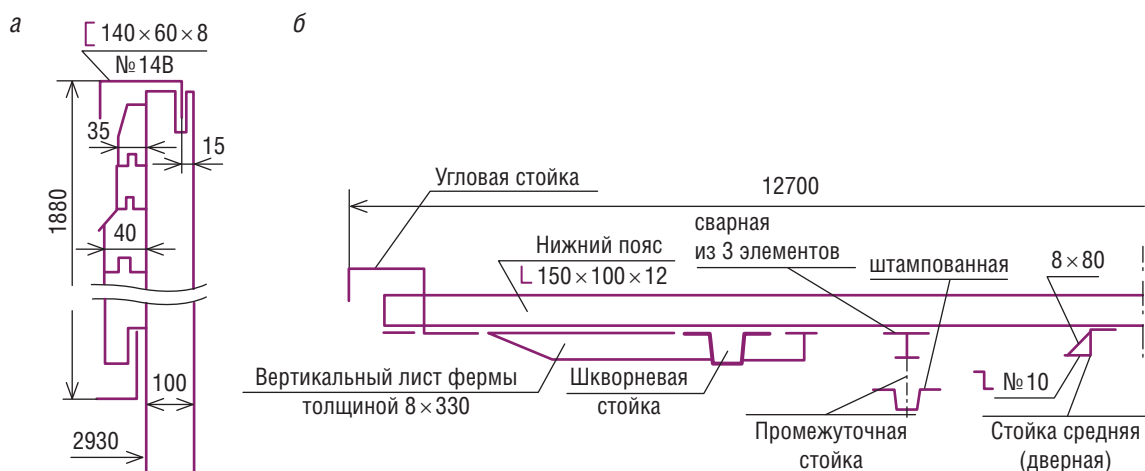 а
[ 140×60×8
№14В
35
15
1880
40
100
2930
б
Угловая стойка
12700
сварная
из 3 элементов
Нижний пояс
L 150×100×12
штампованная
8×80
Вертикальный лист фермы
толщиной 8×330
Шкворневая
стойка
№10
Промежуточная
стойка
Стойка средняя
(дверная)